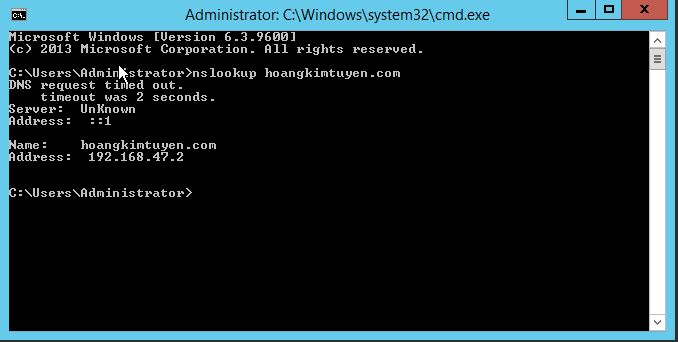 Administrator: C:\Windows\system32\cmd.exe
Microsoft Windows [Version 6.3.9600]
(c) 2013 Microsoft Corporation. All rights reserved.
C:\Users\Administrator>nslookup hoangkimtuyen.com
DNS request timed out.
    timeout was 2 seconds.
Server:  UnKnown
Address:  ::1
Name:    hoangkimtuyen.com
Address:  192.168.47.2
C:\Users\Administrator>